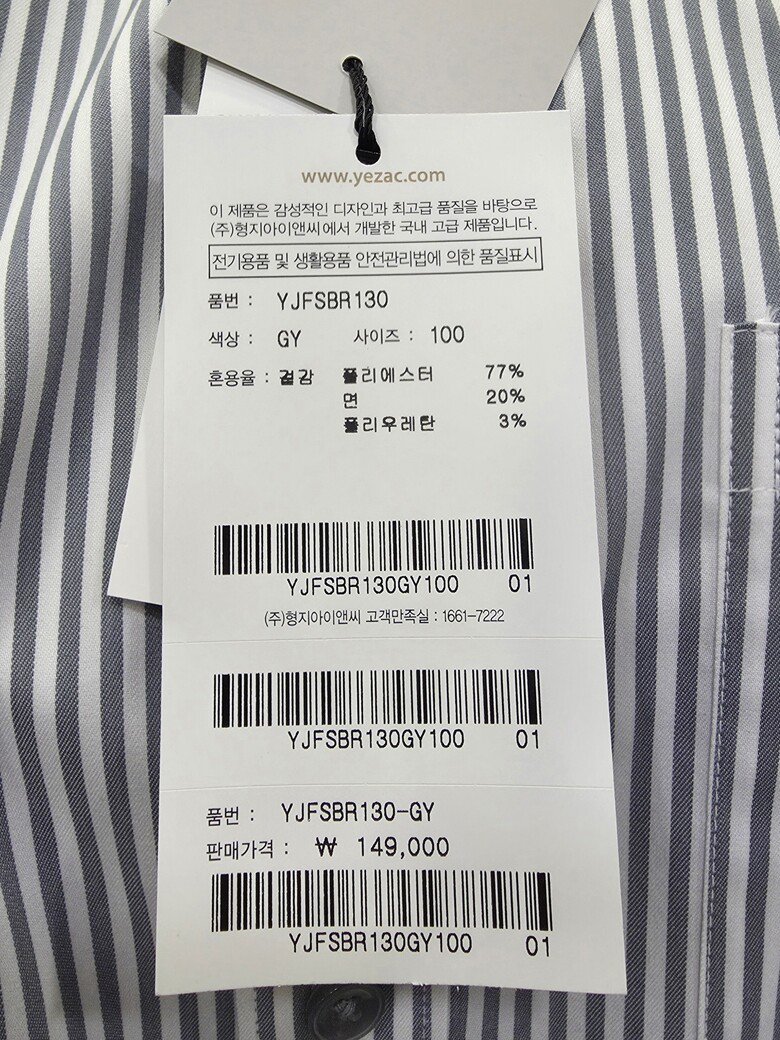 www.yezac.com
이 제품은 감성적인 디자인과 최고급 품질을 바탕으로
(주)형지아이앤씨에서 개발한 국내 고급 제품입니다.
전기용품 및 생활용품 안전관리법에 의한 품질표시
품번 : YJFSBR130
색상 : GY 사이즈 : 100
혼용율 : 겉감 폴리에스터 77%
면 20%
폴리우레탄 3%
YJFSBR130GY100 01
(주)형지아이앤씨 고객만족실 : 1661-7222
YJFSBR130GY100 01
품번 : YJFSBR130-GY
판매가격 : ₩ 149,000
YJFSBR130GY100 01